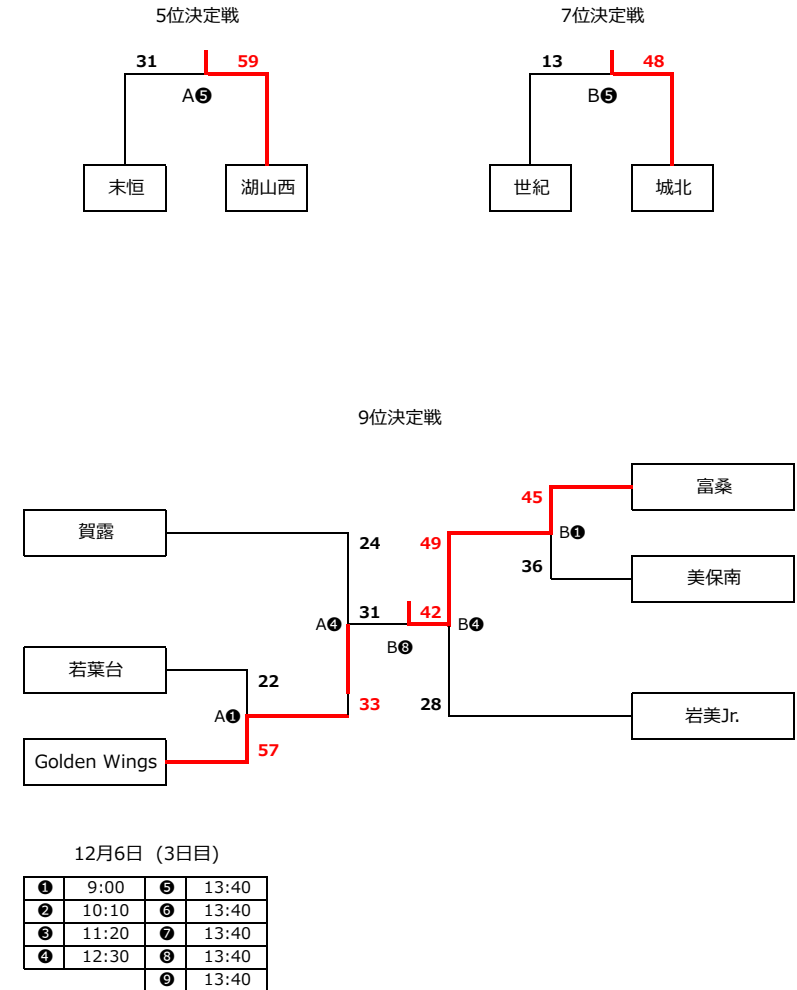 5位決定戦 7位決定戦
31 59 13 48
A❺ B❺
末恒 湖山西 世紀 城北
9位決定戦
富桑
45
賀露 B❶
24 49
36 美保南
31 42
A❹ B❹
B❽
若葉台 22
33 28
A❶ 岩美Jr.
57
Golden Wings
12月6日 (3日目)
❶ 9:00 ❺ 13:40
❷ 10:10 ❻ 13:40
❸ 11:20 ❼ 13:40
❹ 12:30 ❽ 13:40
❾ 13:40